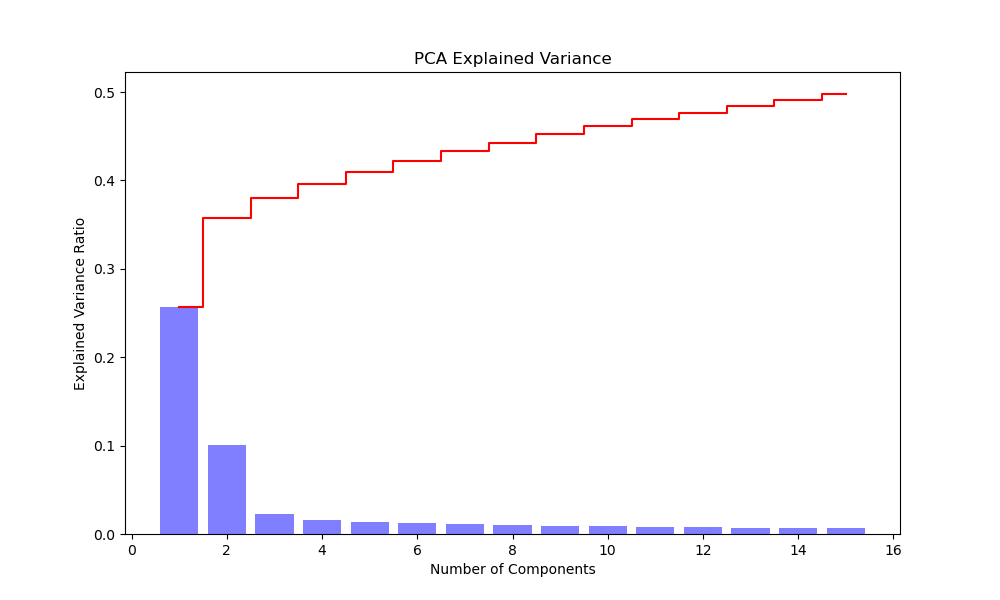 PCA Explained Variance
Explained Variance Ratio
0.5
0.4
0.3
0.2
0.1
0.0
0 2 4 6 8 10 12 14 16
Number of Components